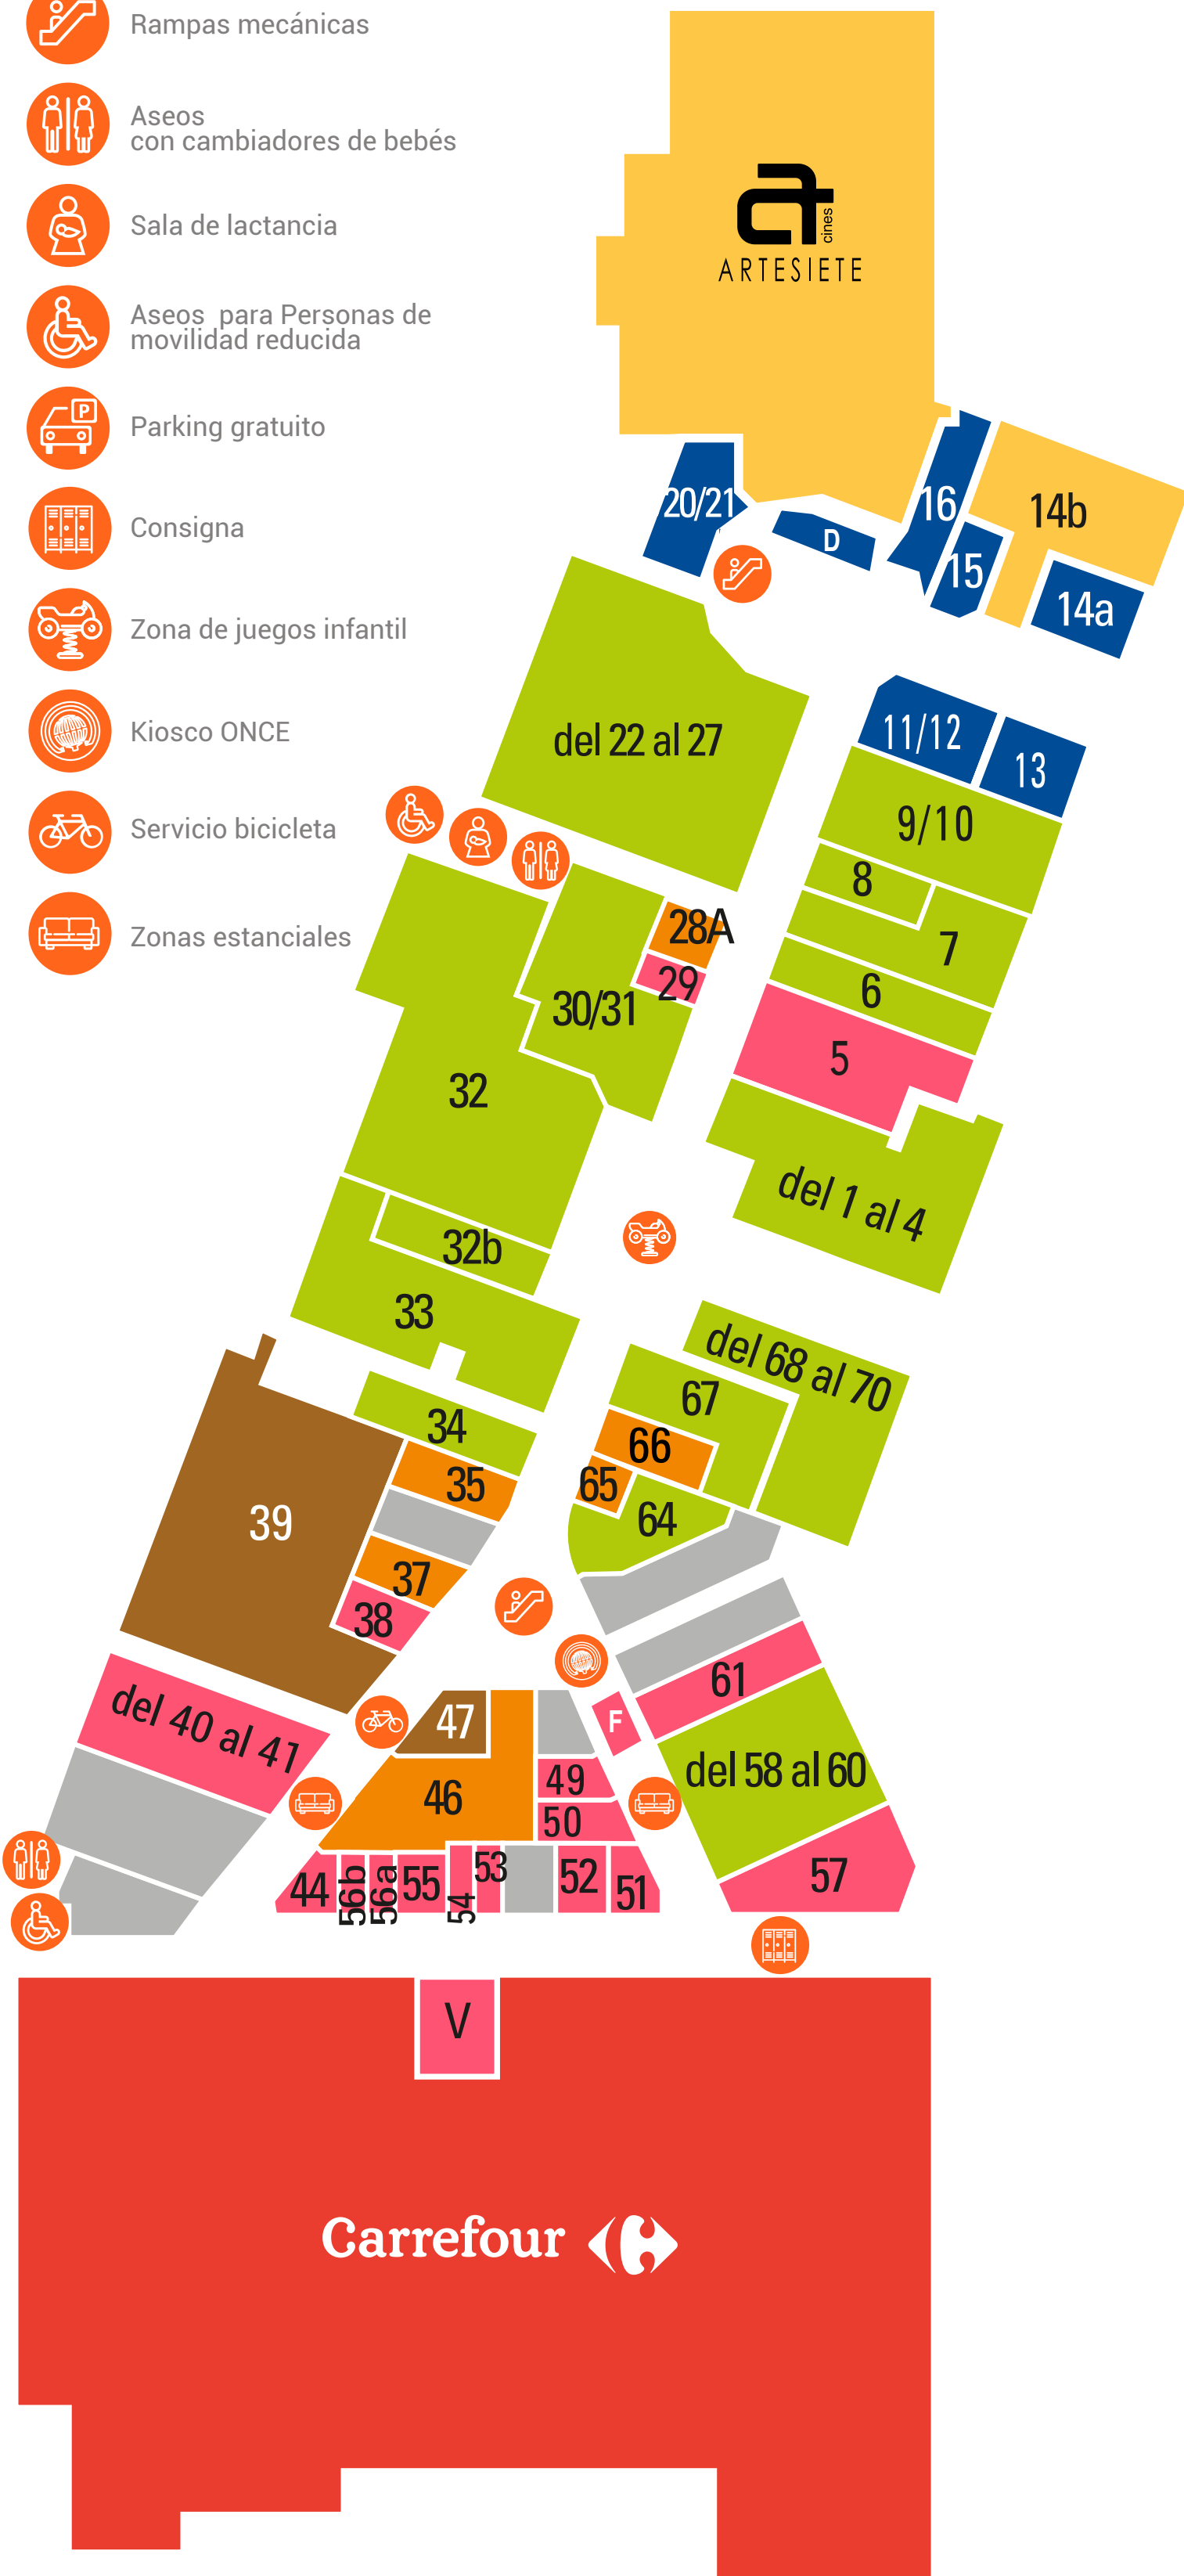 Rampas mecánicas
Aseos
con cambiadores de bebés
Sala de lactancia
Aseos para Personas de
movilidad reducida
P
Parking gratuito
Consigna
Zona de juegos infantil
Kiosco ONCE
Servicio bicicleta
Zonas estanciales
cines
ARTESIETE
20/21
D
16
15
14b
14a
del 22 al 27
11/12
13
9/10
8
7
6
5
del 1 al 4
28A
29
30/31
32
32b
33
34
35
37
38
39
del 68 al 70
67
66
65
64
61
del 58 al 60
57
del 40 al 41
47
46
F
49
50
44
56b
56a
55
54
53
52
51
V
Carrefour